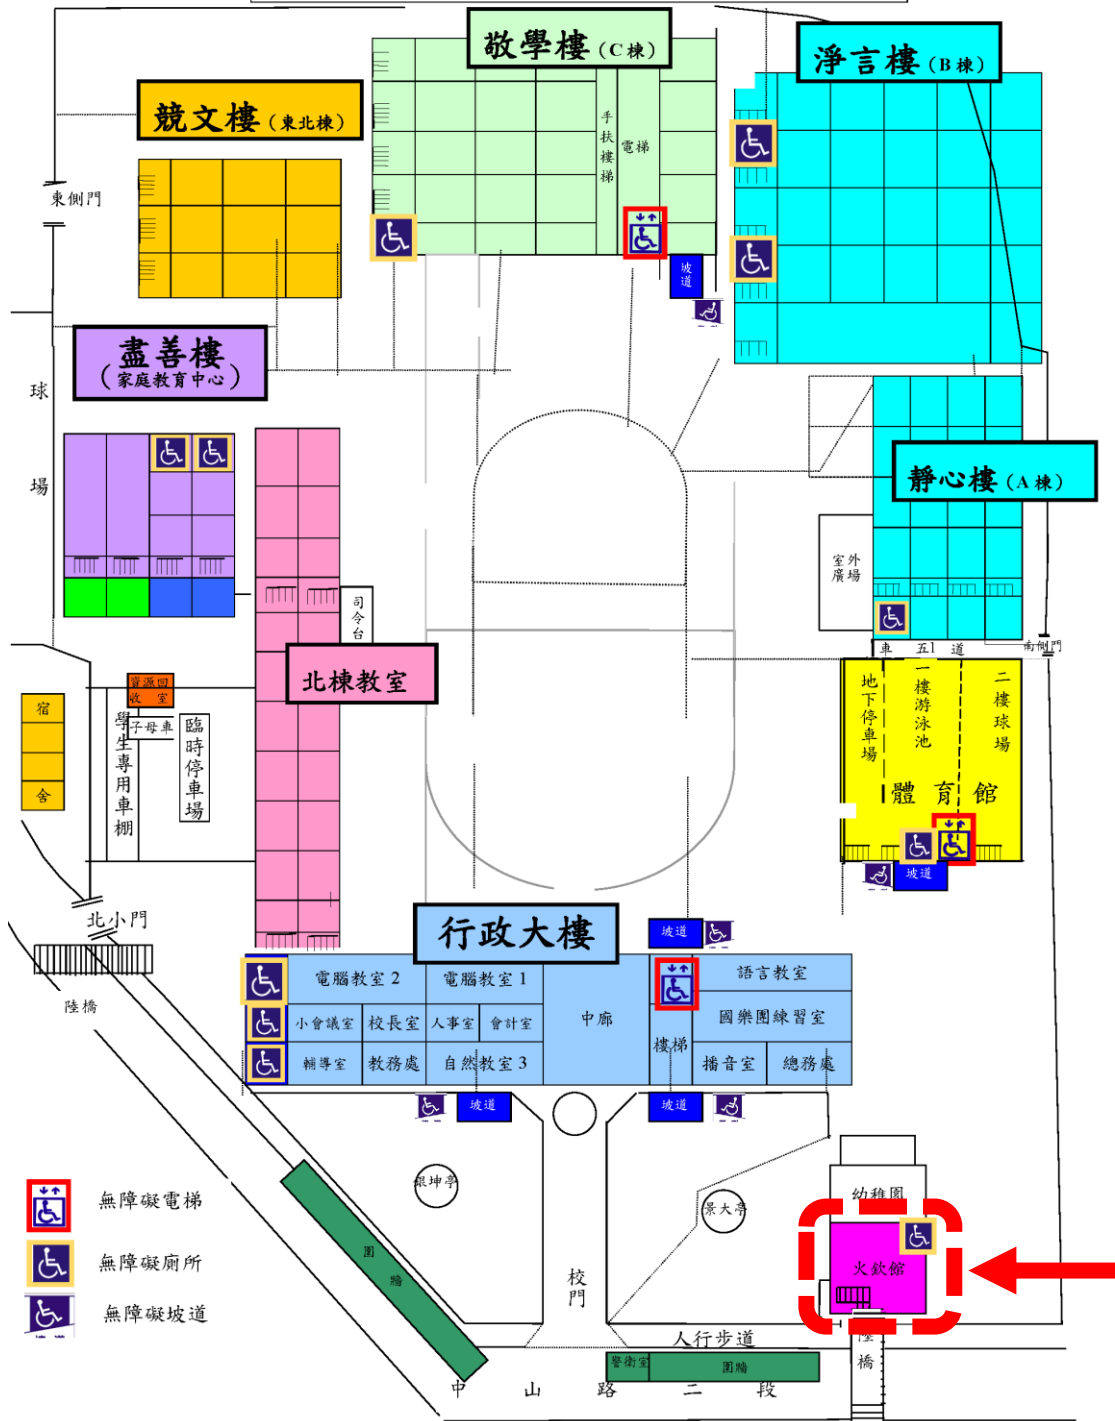 敬學樓(C棟)
淨言樓(B棟)
競文樓(東北棟)
手扶樓梯
電梯
東側門
坡道
盡善樓
(家庭教育中心)
球場
靜心樓(A棟)
室外廣場
司令台
車五1道
南側門
北棟教室
資源回
收室
子母車
宿舍
學生專用車棚
臨時停車場
地下停車場
一樓游泳池
二樓球場
體育館
坡道
北小門
陸橋
行政大樓
坡道
電腦教室2
電腦教室1
中廊
語言教室
小會議室
校長室
人事室
會計室
國樂團練習室
輔導室
教務處
自然教室3
樓梯
播音室
總務處
坡道
坡道
銀坤亭
景大亭
幼稚園
火欽館
無障礙電梯
無障礙廁所
無障礙坡道
圍牆
校門
人行步道
陸橋
警衛室
圍牆
中山路二段